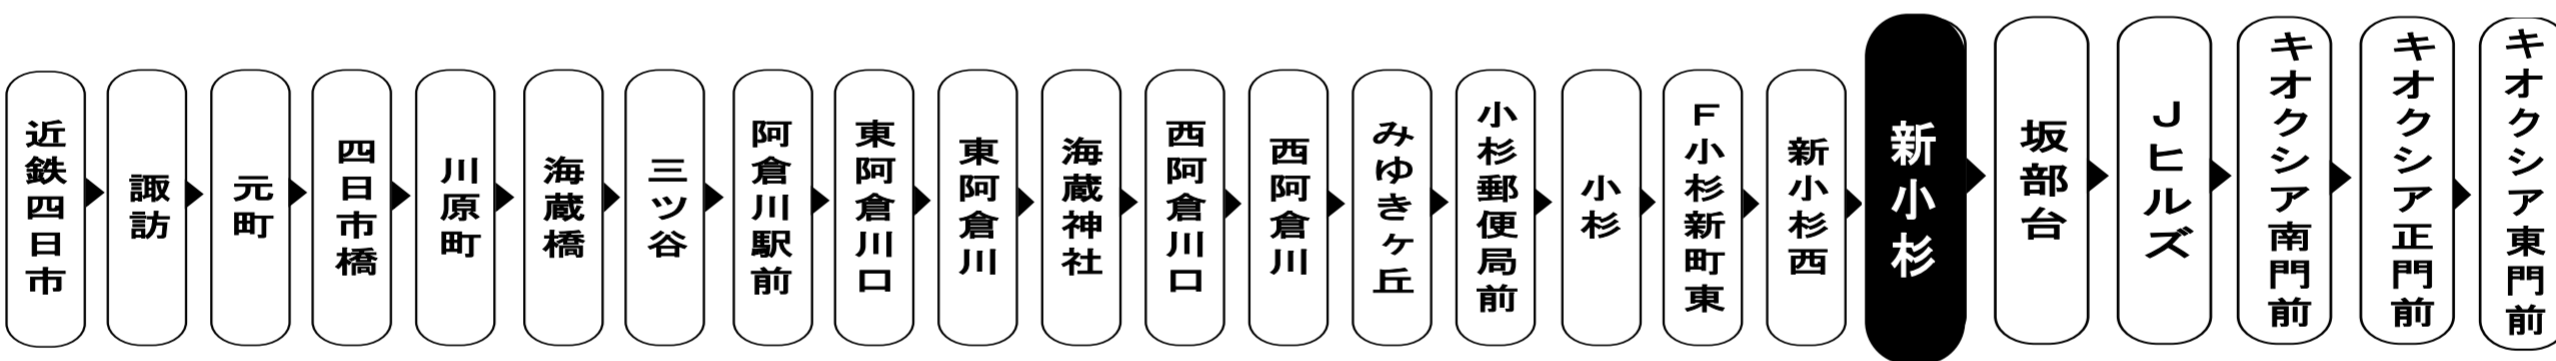 近鉄四日市
諏訪
元町
四日市橋
川原町
海蔵橋
三ツ谷
阿倉川駅前
東阿倉川口
東阿倉川
海蔵神社
西阿倉川口
西阿倉川
みゆきヶ丘
小杉郵便局前
小杉
F小杉新町東
新小杉西
新小杉
坂部台
Jヒルズ
キオクシア南門前
キオクシア正門前
キオクシア東門前